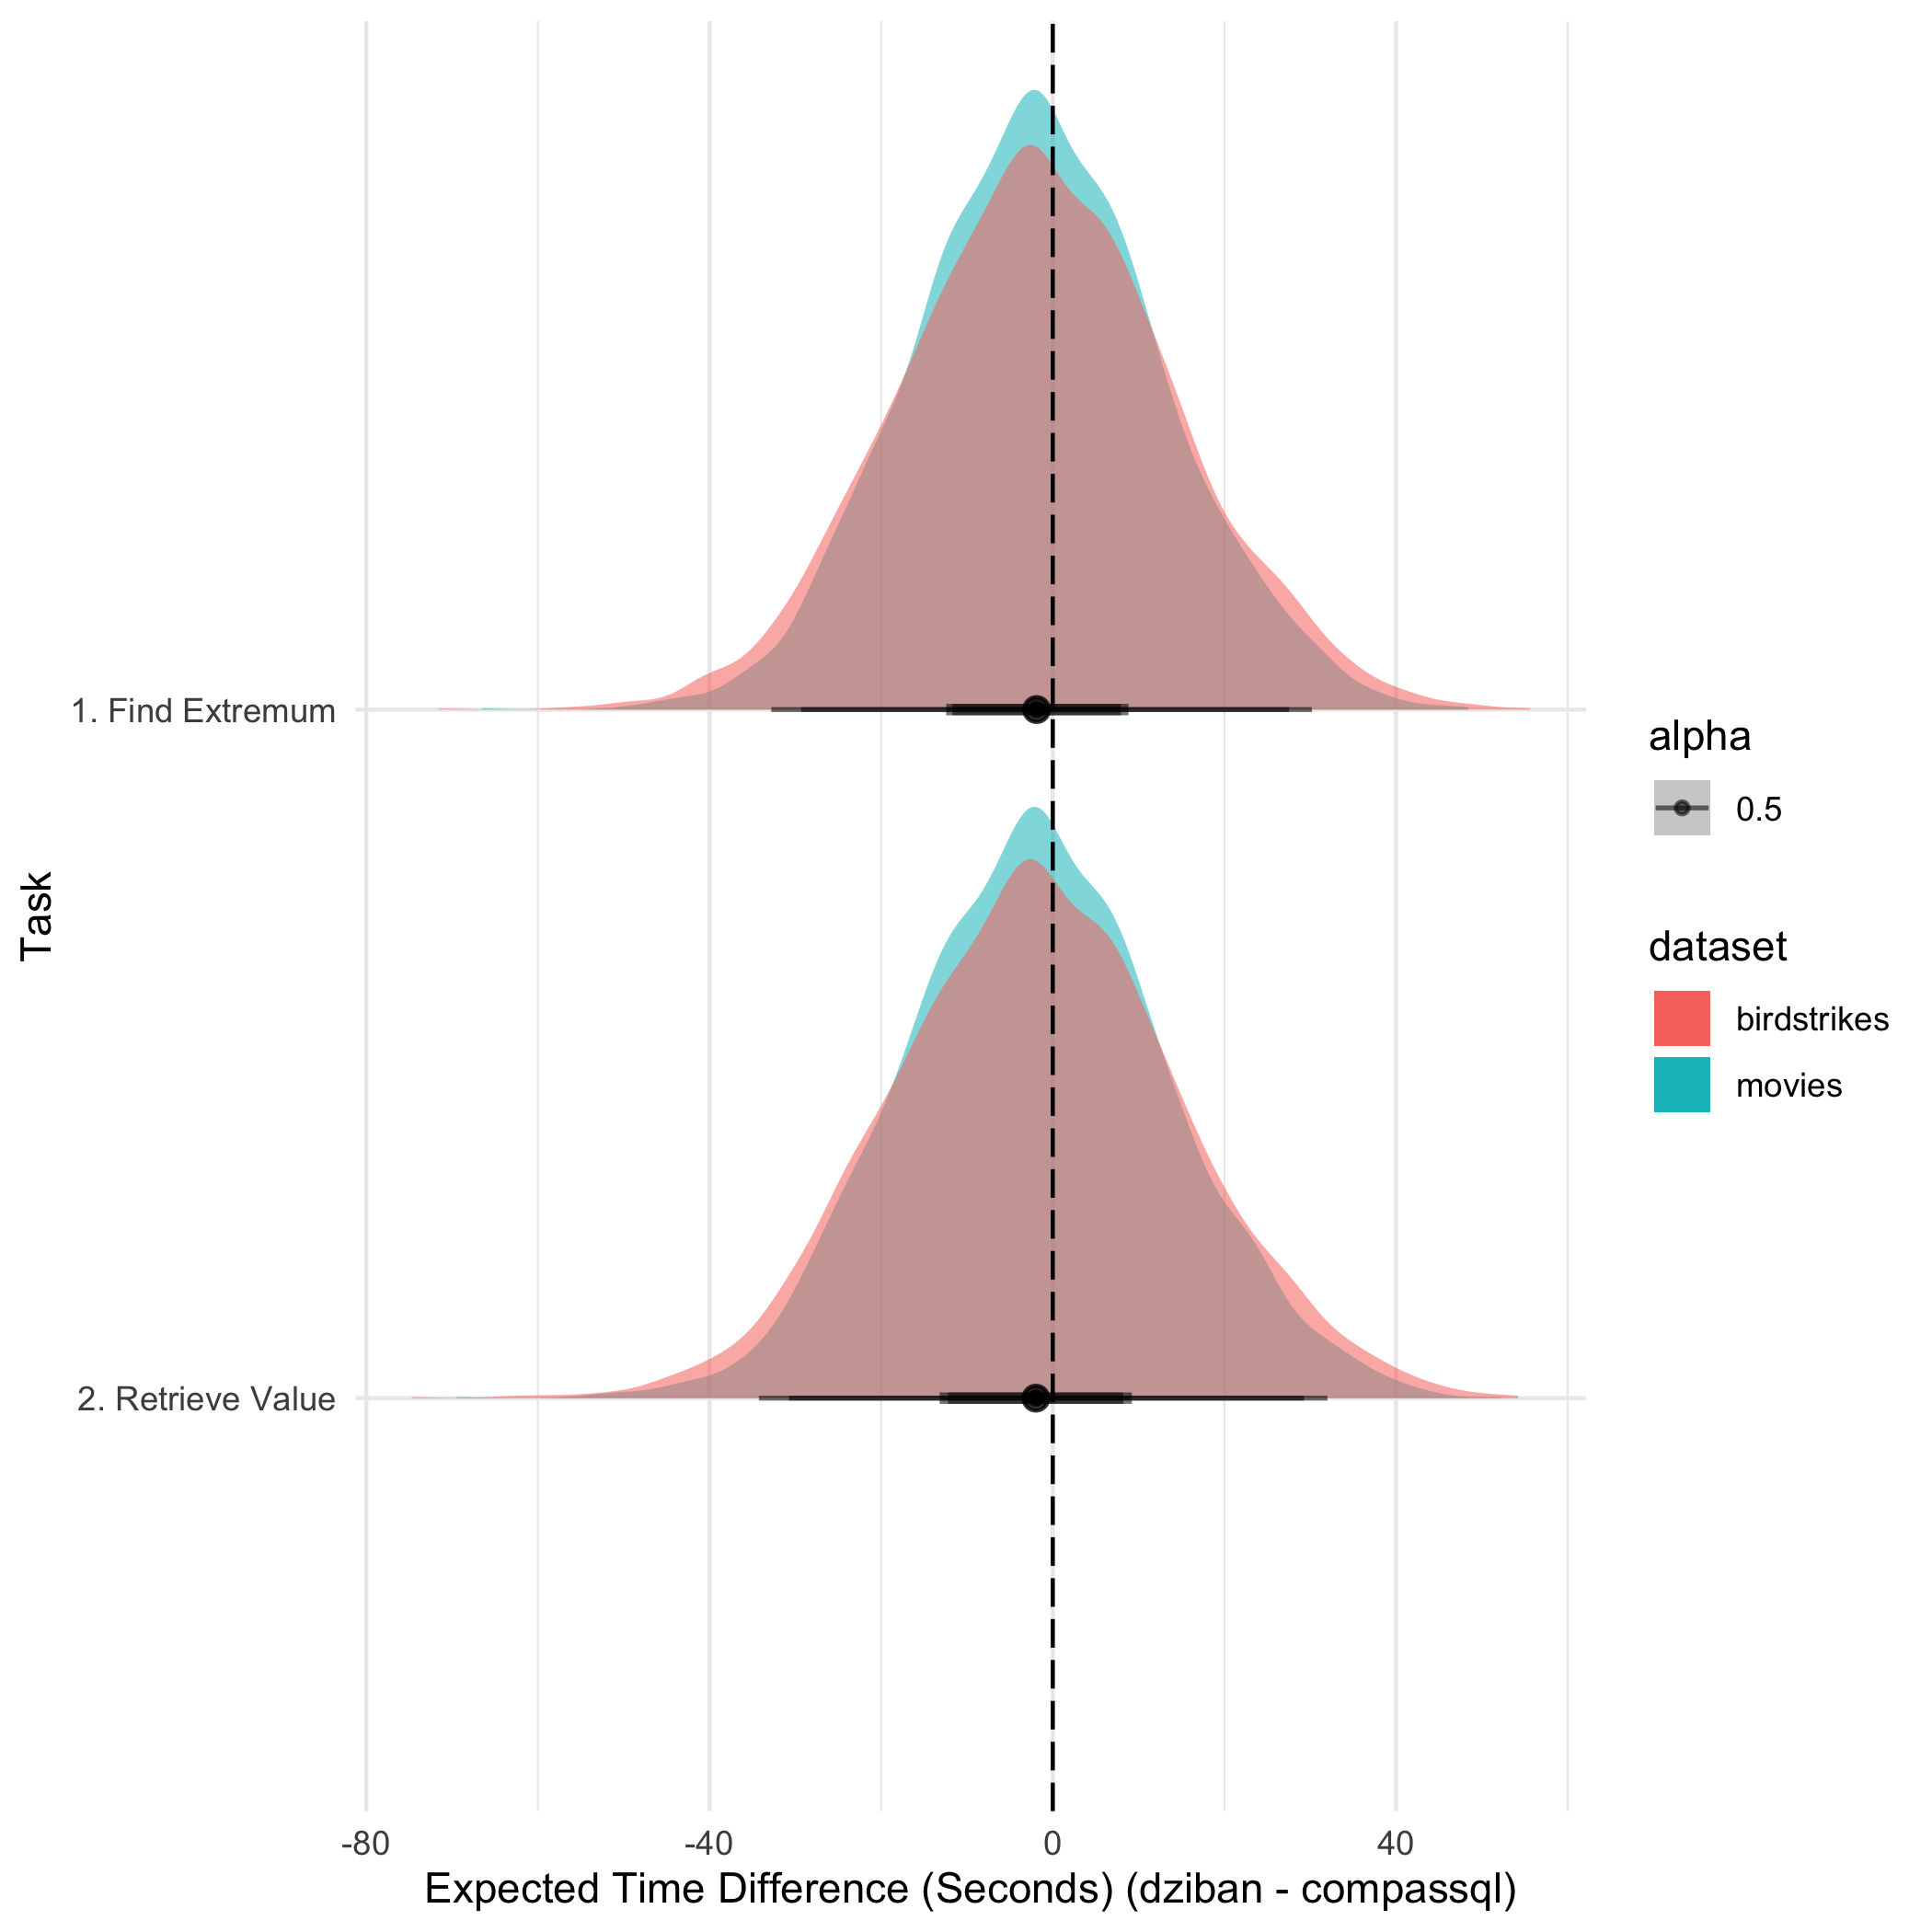 1. Find Extremum
2. Retrieve Value
Task
-80
-40
0
40
Expected Time Difference (Seconds) (dziban - compassql)
alpha
0.5
dataset
birdstrikes
movies